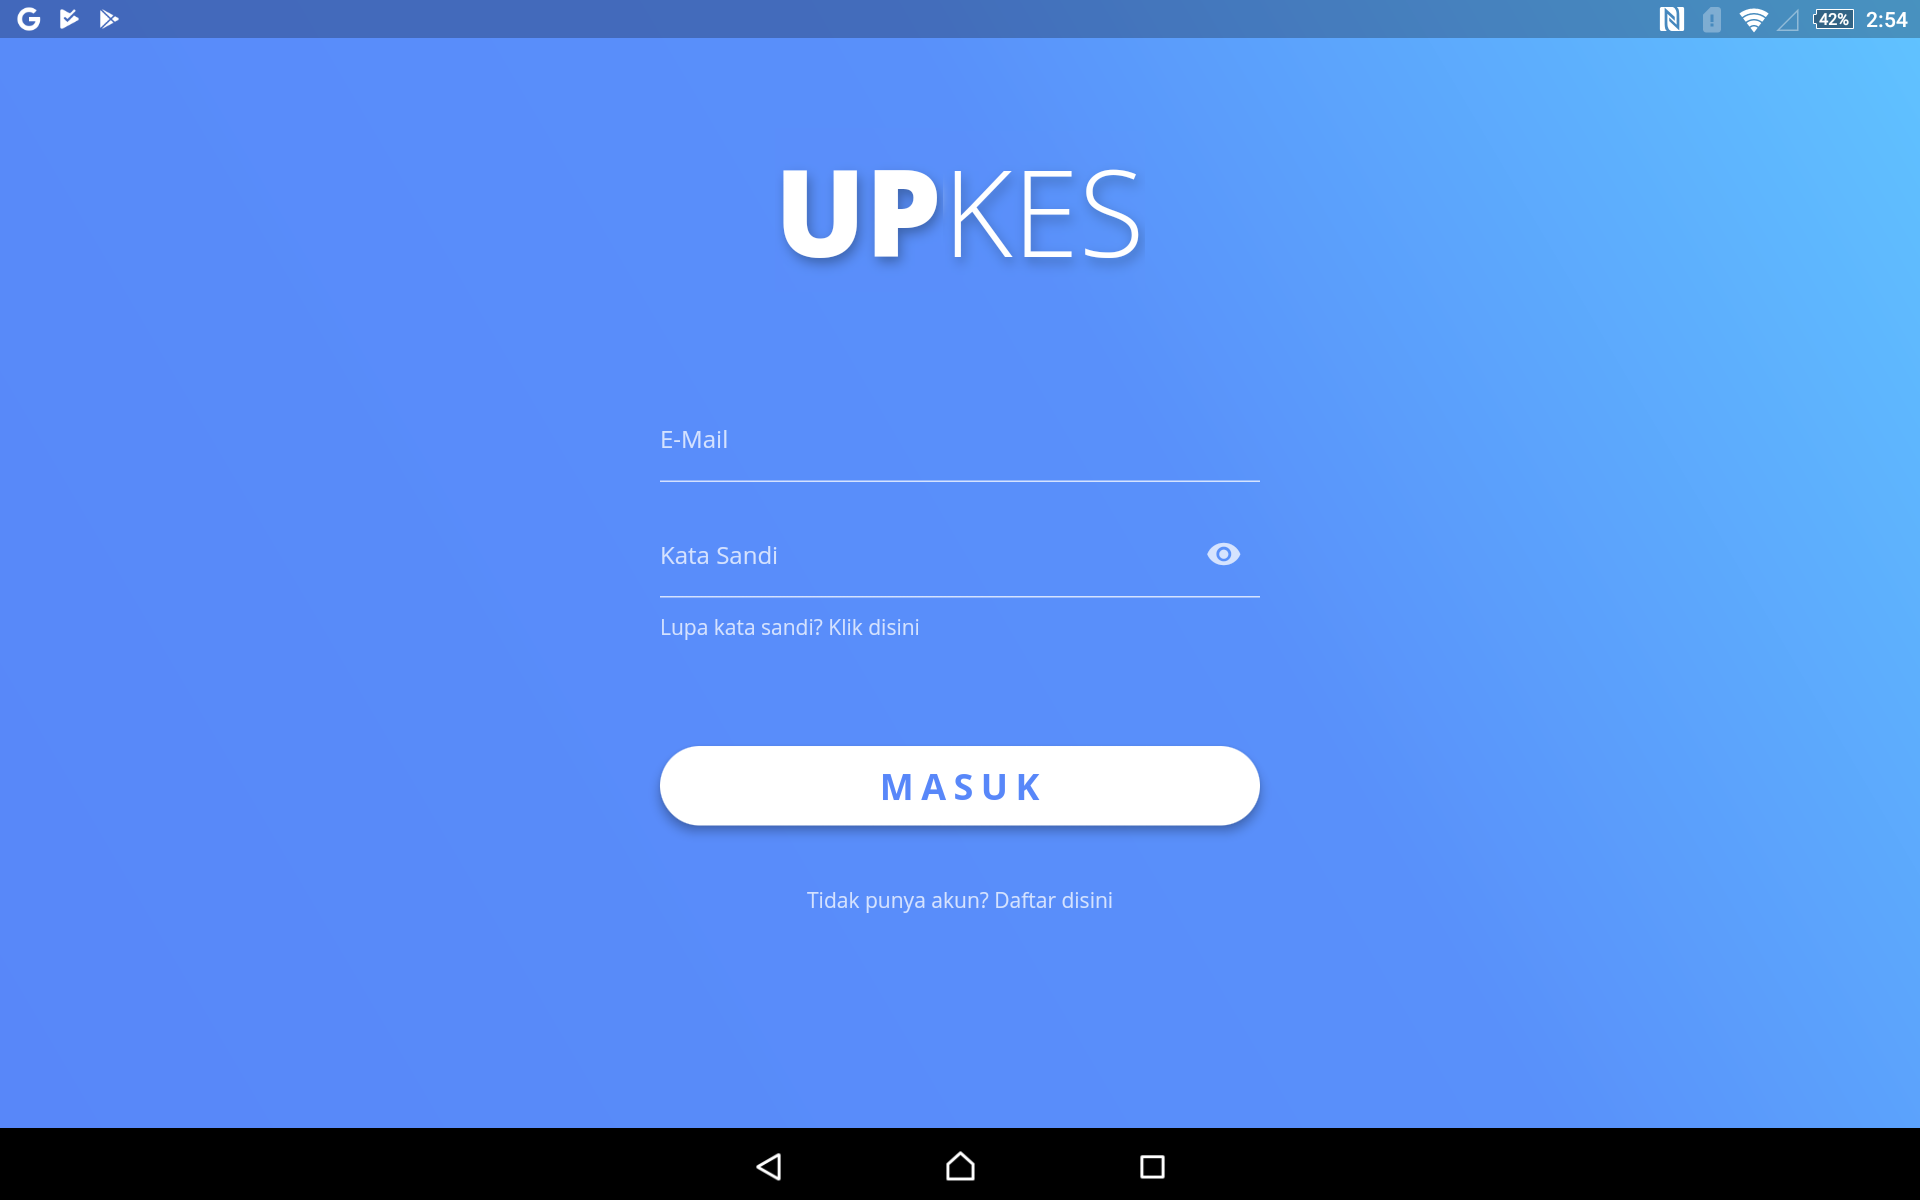 42% 2:54
UPKES
E-Mail
Kata Sandi
Lupa kata sandi? Klik disini
MASUK
Tidak punya akun? Daftar disini